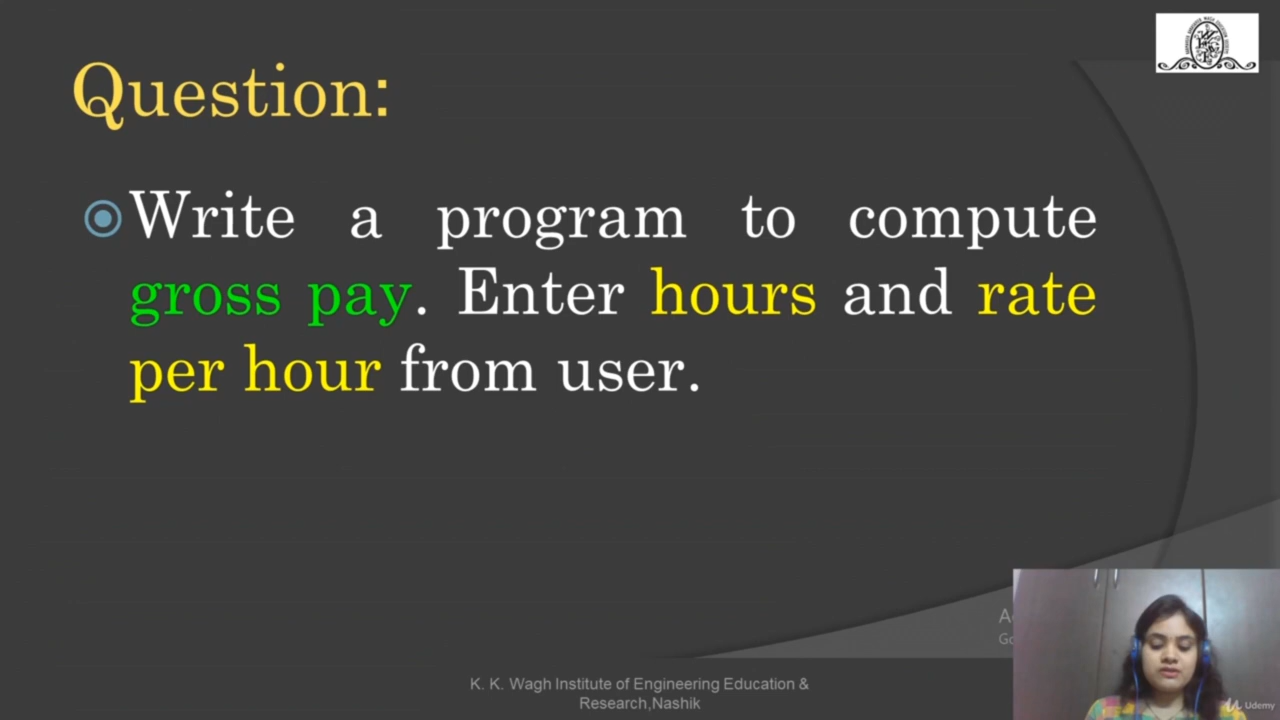 Question:
Write a program to compute
gross pay. Enter hours and rate
per hour from user.
K. K. Wagh Institute of Engineering Education &
Research,Nashik
Udemy